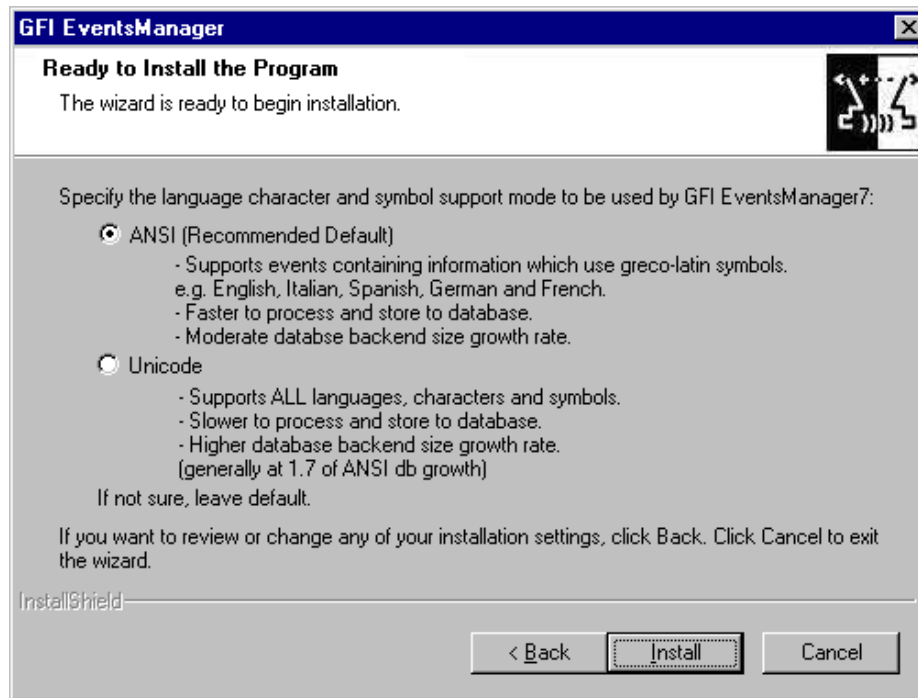 GFI EventsManager
Ready to Install the Program
The wizard is ready to begin installation.
Specify the language character and symbol support mode to be used by GFI EventsManager7:
ANSI (Recommended Default)
- Supports events containing information which use greco-latin symbols.
e.g. English, Italian, Spanish, German and French.
- Faster to process and store to database.
- Moderate databse backend size growth rate.
Unicode
- Supports ALL languages, characters and symbols.
- Slower to process and store to database.
- Higher database backend size growth rate.
(generally at 1.7 of ANSI db growth)
If not sure, leave default.
If you want to review or change any of your installation settings, click Back. Click Cancel to exit
the wizard.
InstallShield
< Back
Install
Cancel